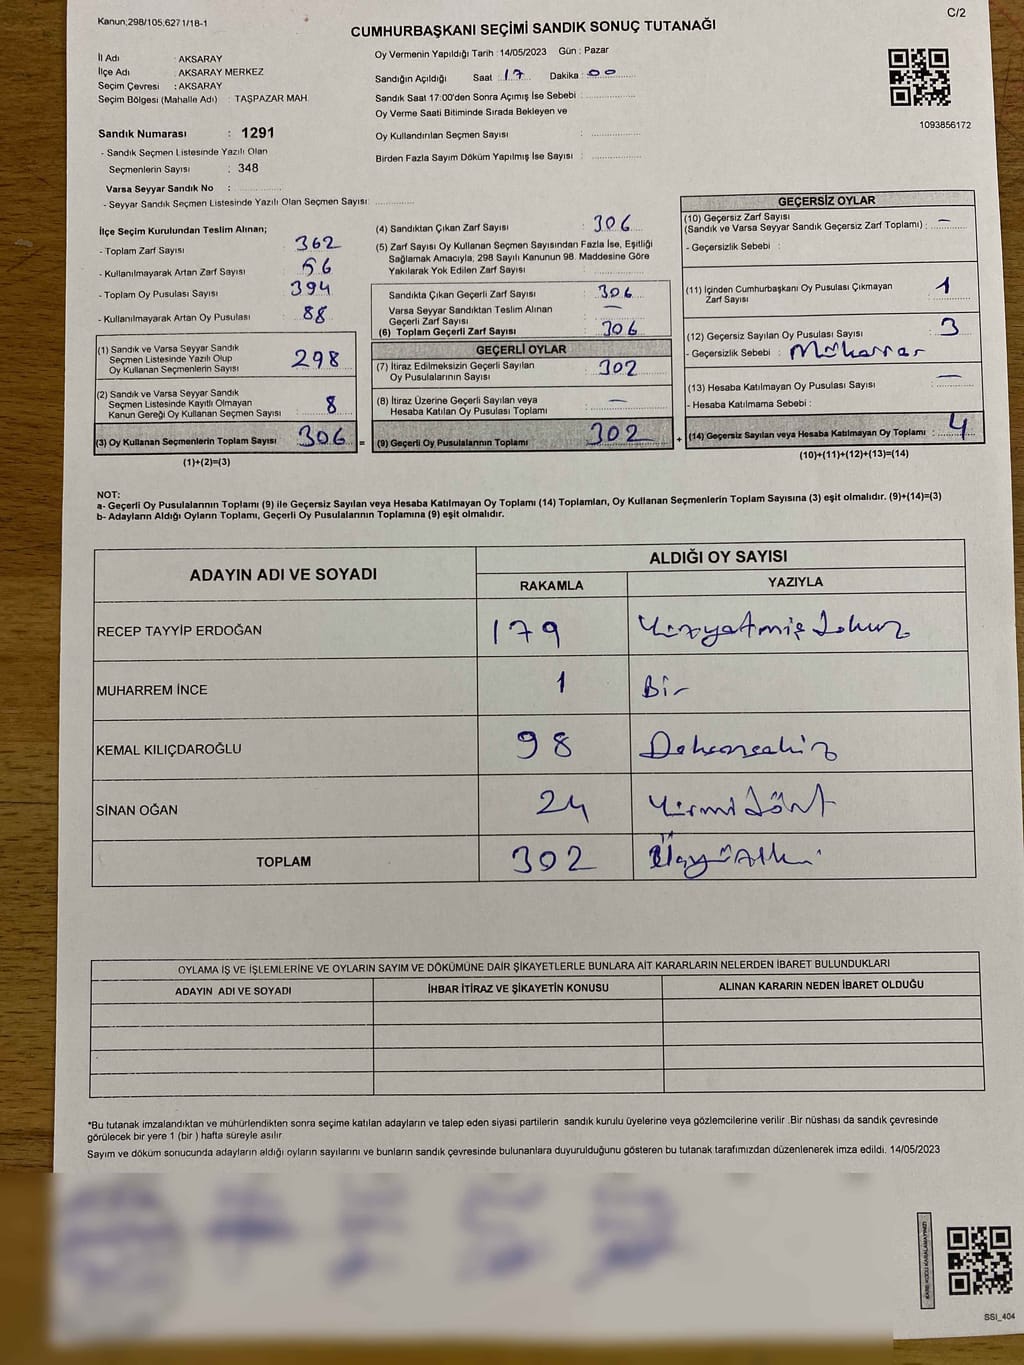 Kanun;298/105,627 1/18-1
C/2
CUMHURBAŞKANI SEÇİMİ SANDIK SONUÇ TUTANAĞI
İl Adı : AKSARAY
İlçe Adı : AKSARAY MERKEZ
Seçim Çevresi : AKSARAY
Seçim Bölgesi (Mahalle Adı) : TAŞPAZAR MAH.
Sandık Numarası : 1291
- Sandık Seçmen Listesinde Yazılı Olan
Seçmenlerin Sayısı : 348
Varsa Seyyar Sandık No :
- Seyyar Sandık Seçmen Listesinde Yazılı Olan Seçmen Sayısı:
Oy Vermenin Yapıldığı Tarih : 14/05/2023 Gün : Pazar
Sandığın Açıldığı Saat : 17 Dakika : 00
Sandık Saat 17:00'den Sonra Açımış İse Sebebi :
Oy Verme Saati Bitiminde Sırada Bekleyen ve
Oy Kullandırılan Seçmen Sayısı :
Birden Fazla Sayım Döküm Yapılmış İse Sayısı :
1093856172
İlçe Seçim Kurulundan Teslim Alınan;
- Toplam Zarf Sayısı 362
- Kullanılmayarak Artan Zarf Sayısı 56
- Toplam Oy Pusulası Sayısı 394
- Kullanılmayarak Artan Oy Pusulası 88
(1) Sandık ve Varsa Seyyar Sandık
Seçmen Listesinde Yazılı Olup
Oy Kullanan Seçmenlerin Sayısı 298
(2) Sandık ve Varsa Seyyar Sandık
Seçmen Listesinde Kayıtlı Olmayan
Kanun Gereği Oy Kullanan Seçmen Sayısı 8
(3) Oy Kullanan Seçmenlerin Toplam Sayısı 306 =
(1)+(2)=(3)
(4) Sandıktan Çıkan Zarf Sayısı 306
(5) Zarf Sayısı Oy Kullanan Seçmen Sayısından Fazla İse, Eşitliği
Sağlamak Amacıyla, 298 Sayılı Kanunun 98. Maddesine Göre
Yakılarak Yok Edilen Zarf Sayısı :
Sandıkta Çıkan Geçerli Zarf Sayısı 306
Varsa Seyyar Sandıktan Teslim Alınan
Geçerli Zarf Sayısı —
(6) Toplam Geçerli Zarf Sayısı 306
GEÇERLİ OYLAR
(7) İtiraz Edilmeksizin Geçerli Sayılan
Oy Pusulalarının Sayısı 302
(8) İtiraz Üzerine Geçerli Sayılan veya
Hesaba Katılan Oy Pusulası Toplamı : —
(9) Geçerli Oy Pusulalarının Toplamı 302 +
GEÇERSİZ OYLAR
(10) Geçersiz Zarf Sayısı
(Sandık ve Varsa Seyyar Sandık Geçersiz Zarf Toplamı) : —
- Geçersizlik Sebebi :
(11) İçinden Cumhurbaşkanı Oy Pusulası Çıkmayan
Zarf Sayısı : 1
(12) Geçersiz Sayılan Oy Pusulası Sayısı : 3
- Geçersizlik Sebebi : Mükerrer
(13) Hesaba Katılmayan Oy Pusulası Sayısı : —
- Hesaba Katılmama Sebebi :
(14) Geçersiz Sayılan veya Hesaba Katılmayan Oy Toplamı : 4
(10)+(11)+(12)+(13)=(14)
NOT:
a- Geçerli Oy Pusulalarının Toplamı (9) ile Geçersiz Sayılan veya Hesaba Katılmayan Oy Toplamı (14) Toplamları, Oy Kullanan Seçmenlerin Toplam Sayısına (3) eşit olmalıdır. (9)+(14)=(3)
b- Adayların Aldığı Oyların Toplamı, Geçerli Oy Pusulalarının Toplamına (9) eşit olmalıdır.
ADAYIN ADI VE SOYADI
ALDIĞI OY SAYISI
RAKAMLA YAZIYLA
RECEP TAYYİP ERDOĞAN 179 Yüzyetmiş dokuz
MUHARREM İNCE 1 Bir
KEMAL KILIÇDAROĞLU 98 Doksansekiz
SİNAN OĞAN 24 Yirmi dört
TOPLAM 302 Üçyüziki
OYLAMA İŞ VE İŞLEMLERİNE VE OYLARIN SAYIM VE DÖKÜMÜNE DAİR ŞİKAYETLERLE BUNLARA AİT KARARLARIN NELERDEN İBARET BULUNDUKLARI
ADAYIN ADI VE SOYADI İHBAR İTİRAZ VE ŞİKAYETİN KONUSU ALINAN KARARIN NEDEN İBARET OLDUĞU
*Bu tutanak imzalandıktan ve mühürlendikten sonra seçime katılan adayların ve talep eden siyasi partilerin sandık kurulu üyelerine veya gözlemcilerine verilir .Bir nüshası da sandık çevresinde
görülecek bir yere 1 (bir ) hafta süreyle asılır
Sayım ve döküm sonucunda adayların aldığı oyların sayılarını ve bunların sandık çevresinde bulunanlara duyurulduğunu gösteren bu tutanak tarafımızdan düzenlenerek imza edildi. 14/05/2023
SSI_404